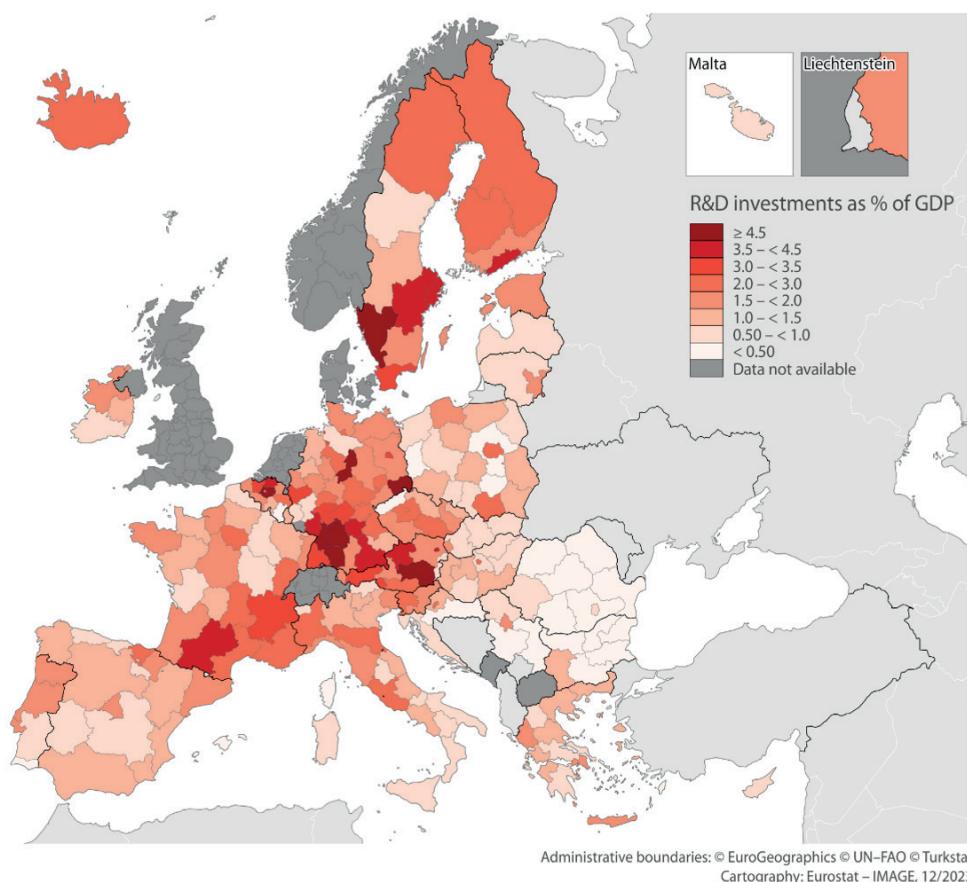 Malta
Liechtenstein
R&D investments as % of GDP
≥ 4.5
3.5 – < 4.5
3.0 – < 3.5
2.0 – < 3.0
1.5 – < 2.0
1.0 – < 1.5
0.50 – < 1.0
< 0.50
Data not available
Administrative boundaries: © EuroGeographics © UN–FAO © Turksta
Cartography: Eurostat – IMAGE, 12/202